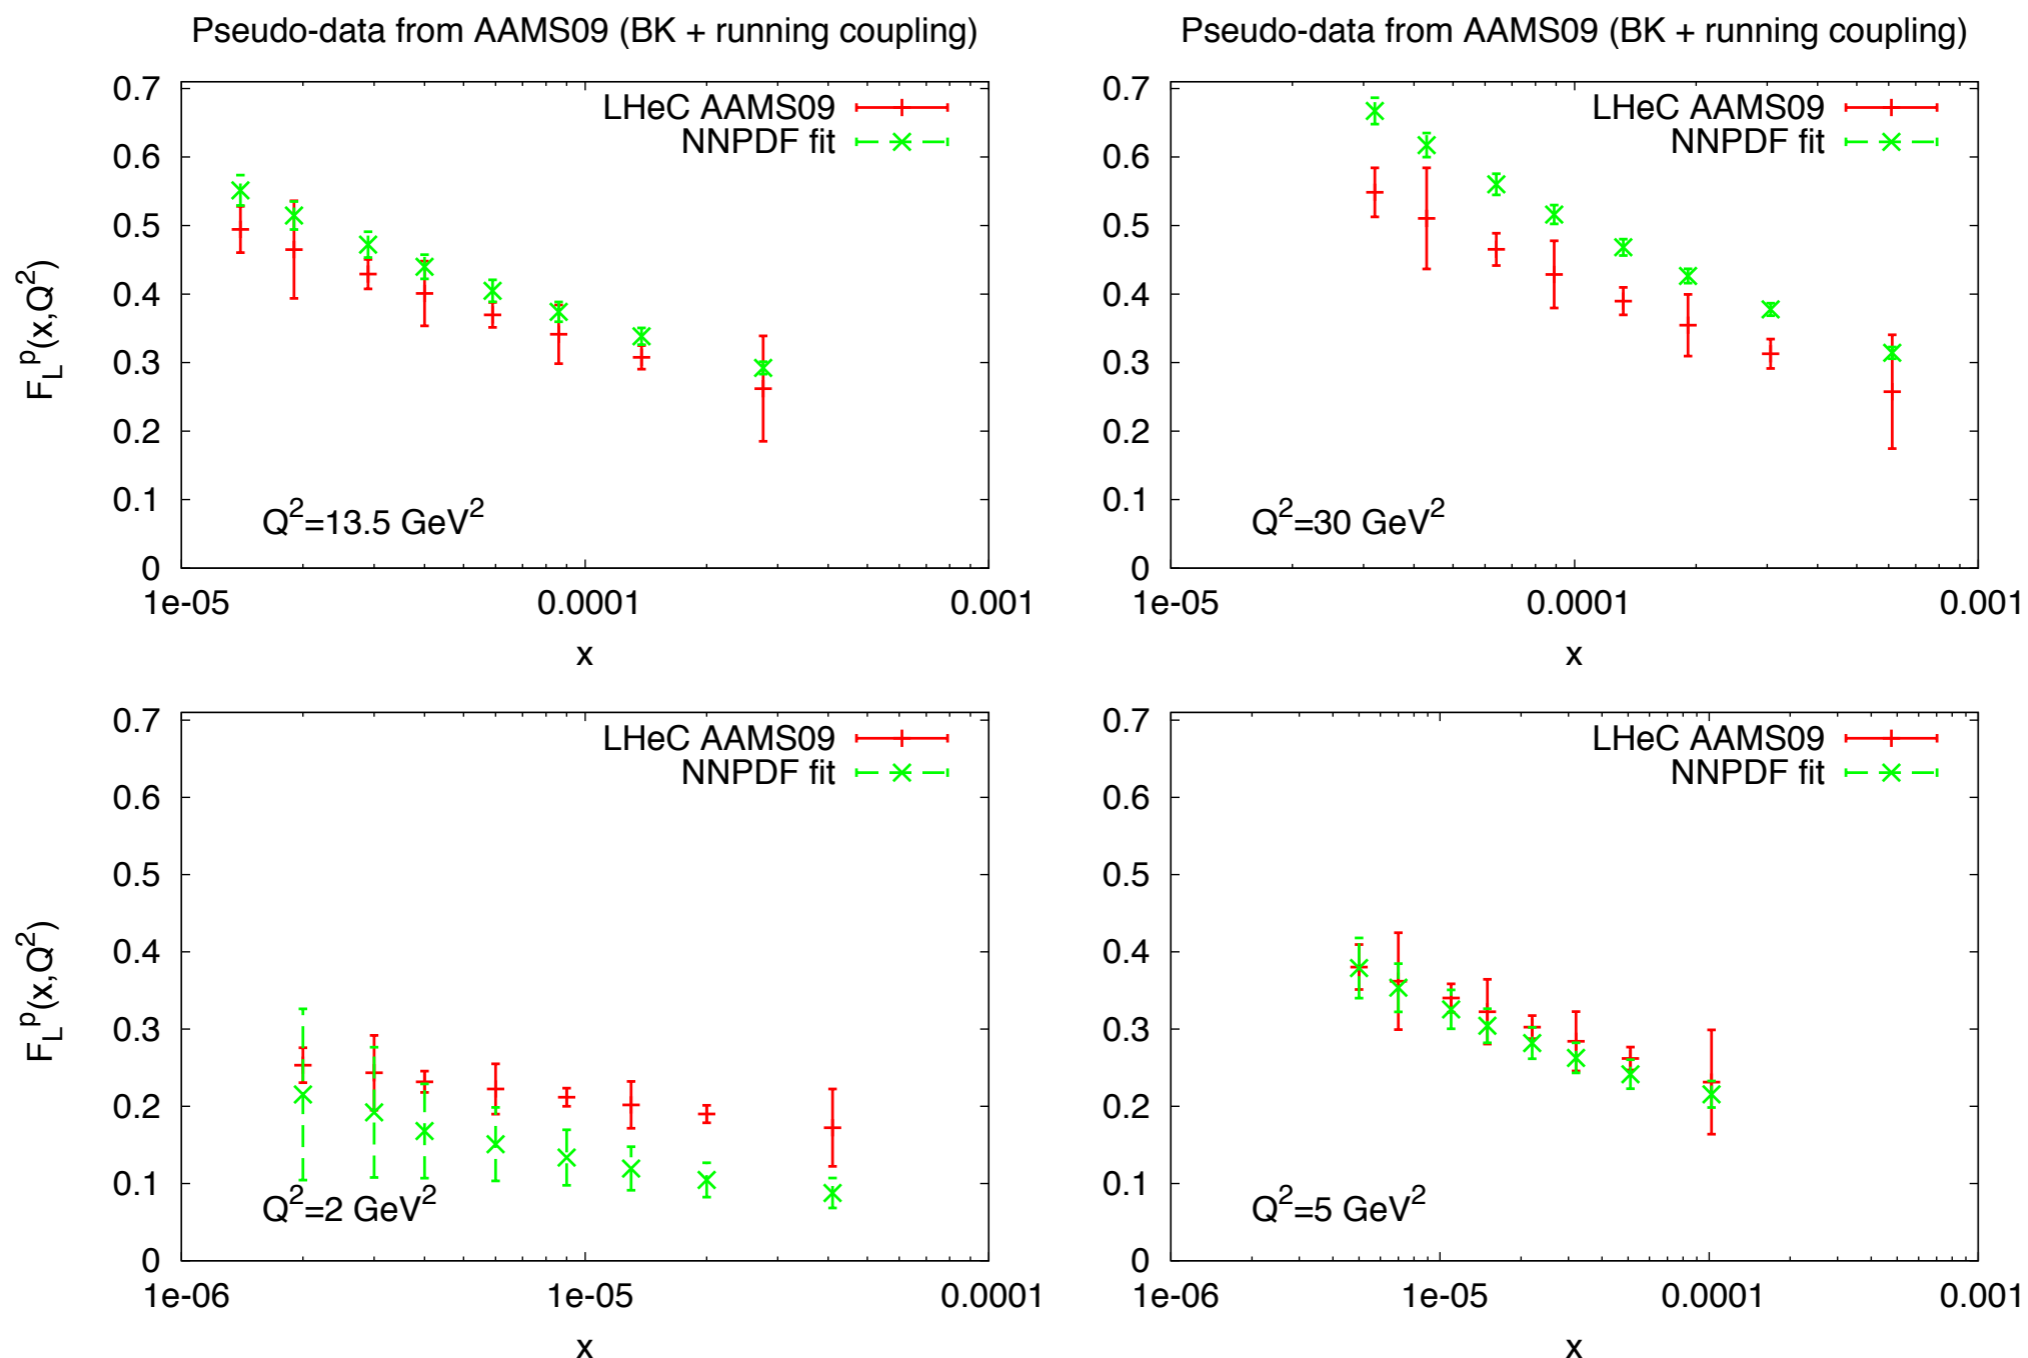 Pseudo-data from AAMS09 (BK + running coupling)
0.7
0.6
0.5
0.4
0.3
0.2
0.1
0
F_L^p(x,Q^2)
LHeC AAMS09
NNPDF fit
Q^2=13.5 GeV^2
1e-05 0.0001 0.001
x
Pseudo-data from AAMS09 (BK + running coupling)
0.7
0.6
0.5
0.4
0.3
0.2
0.1
0
LHeC AAMS09
NNPDF fit
Q^2=30 GeV^2
1e-05 0.0001 0.001
x
0.7
0.6
0.5
0.4
0.3
0.2
0.1
0
F_L^p(x,Q^2)
LHeC AAMS09
NNPDF fit
Q^2=2 GeV^2
1e-06 1e-05 0.0001
x
0.7
0.6
0.5
0.4
0.3
0.2
0.1
0
LHeC AAMS09
NNPDF fit
Q^2=5 GeV^2
1e-06 1e-05 0.0001 0.001
x